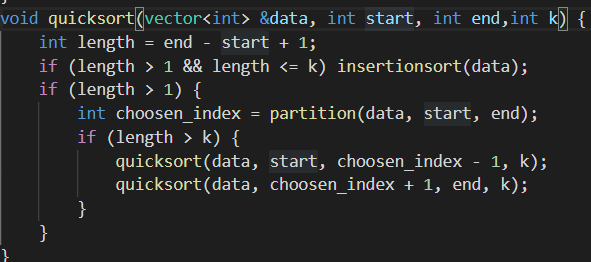 void quicksort(vector<int> &data, int start, int end,int k) {
    int length = end - start + 1;
    if (length > 1 && length <= k) insertionsort(data);
    if (length > 1) {
        int choosen_index = partition(data, start, end);
        if (length > k) {
            quicksort(data, start, choosen_index - 1, k);
            quicksort(data, choosen_index + 1, end, k);
        }
    }
}